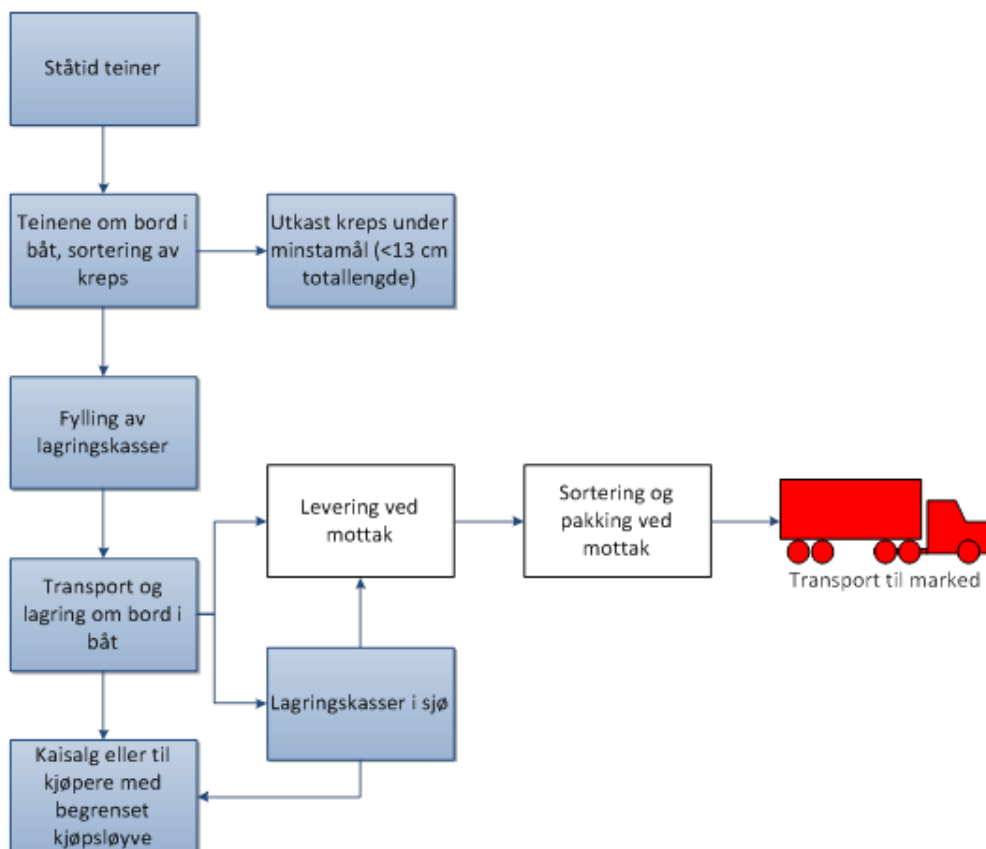 Ståtid teiner
Teinene om bord i
båt, sortering av
kreps
Utkast kreps under
minstamål (<13 cm
totallengde)
Fylling av
lagringskasser
Levering ved
mottak
Sortering og
pakking ved
mottak
Transport til marked
Transport og
lagring om bord i
båt
Lagringskasser i sjø
Kaisalg eller til
kjøpere med
begrenset
kjøpsløyve